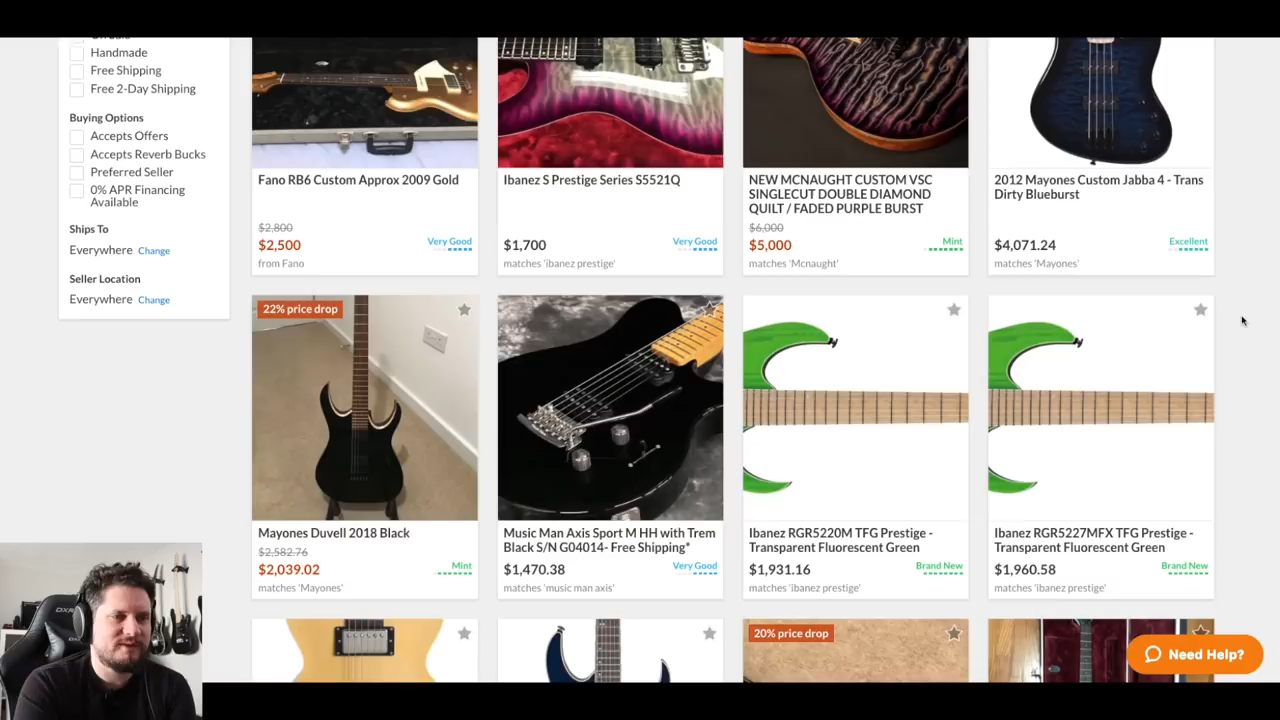 Handmade
Free Shipping
Free 2-Day Shipping
Buying Options
Accepts Offers
Accepts Reverb Bucks
Preferred Seller
0% APR Financing
Available
Ships To
Everywhere Change
Seller Location
Everywhere Change
Fano RB6 Custom Approx 2009 Gold
$2,800
$2,500 Very Good
from Fano
Ibanez S Prestige Series S5521Q
$1,700 Very Good
matches 'ibanez prestige'
NEW MCNAUGHT CUSTOM VSC
SINGLECUT DOUBLE DIAMOND
QUILT / FADED PURPLE BURST
$6,000
$5,000 Mint
matches 'Mcnaught'
2012 Mayones Custom Jabba 4 - Trans
Dirty Blueburst
$4,071.24 Excellent
matches 'Mayones'
22% price drop
Mayones Duvell 2018 Black
$2,582.76
$2,039.02 Mint
matches 'Mayones'
Music Man Axis Sport M HH with Trem
Black S/N G04014- Free Shipping*
$1,470.38 Very Good
matches 'music man axis'
Ibanez RGR5220M TFG Prestige -
Transparent Fluorescent Green
$1,931.16 Brand New
matches 'ibanez prestige'
Ibanez RGR5227MFX TFG Prestige -
Transparent Fluorescent Green
$1,960.58 Brand New
matches 'ibanez prestige'
20% price drop
Need Help?